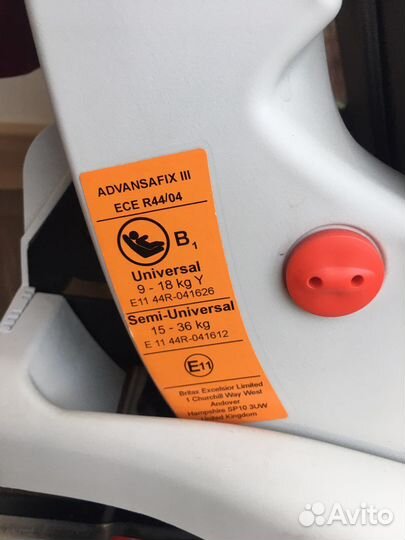 ADVANSAFIX III
ECE R44/04
B1
Universal
9 - 18 kg Y
E11 44R-041626
Semi-Universal
15 - 36 kg
E 11 44R-041612
E11
Britax Excelsior Limited
1 Churchill Way West
Andover
Hampshire SP10 3UW
United Kingdom
Avito